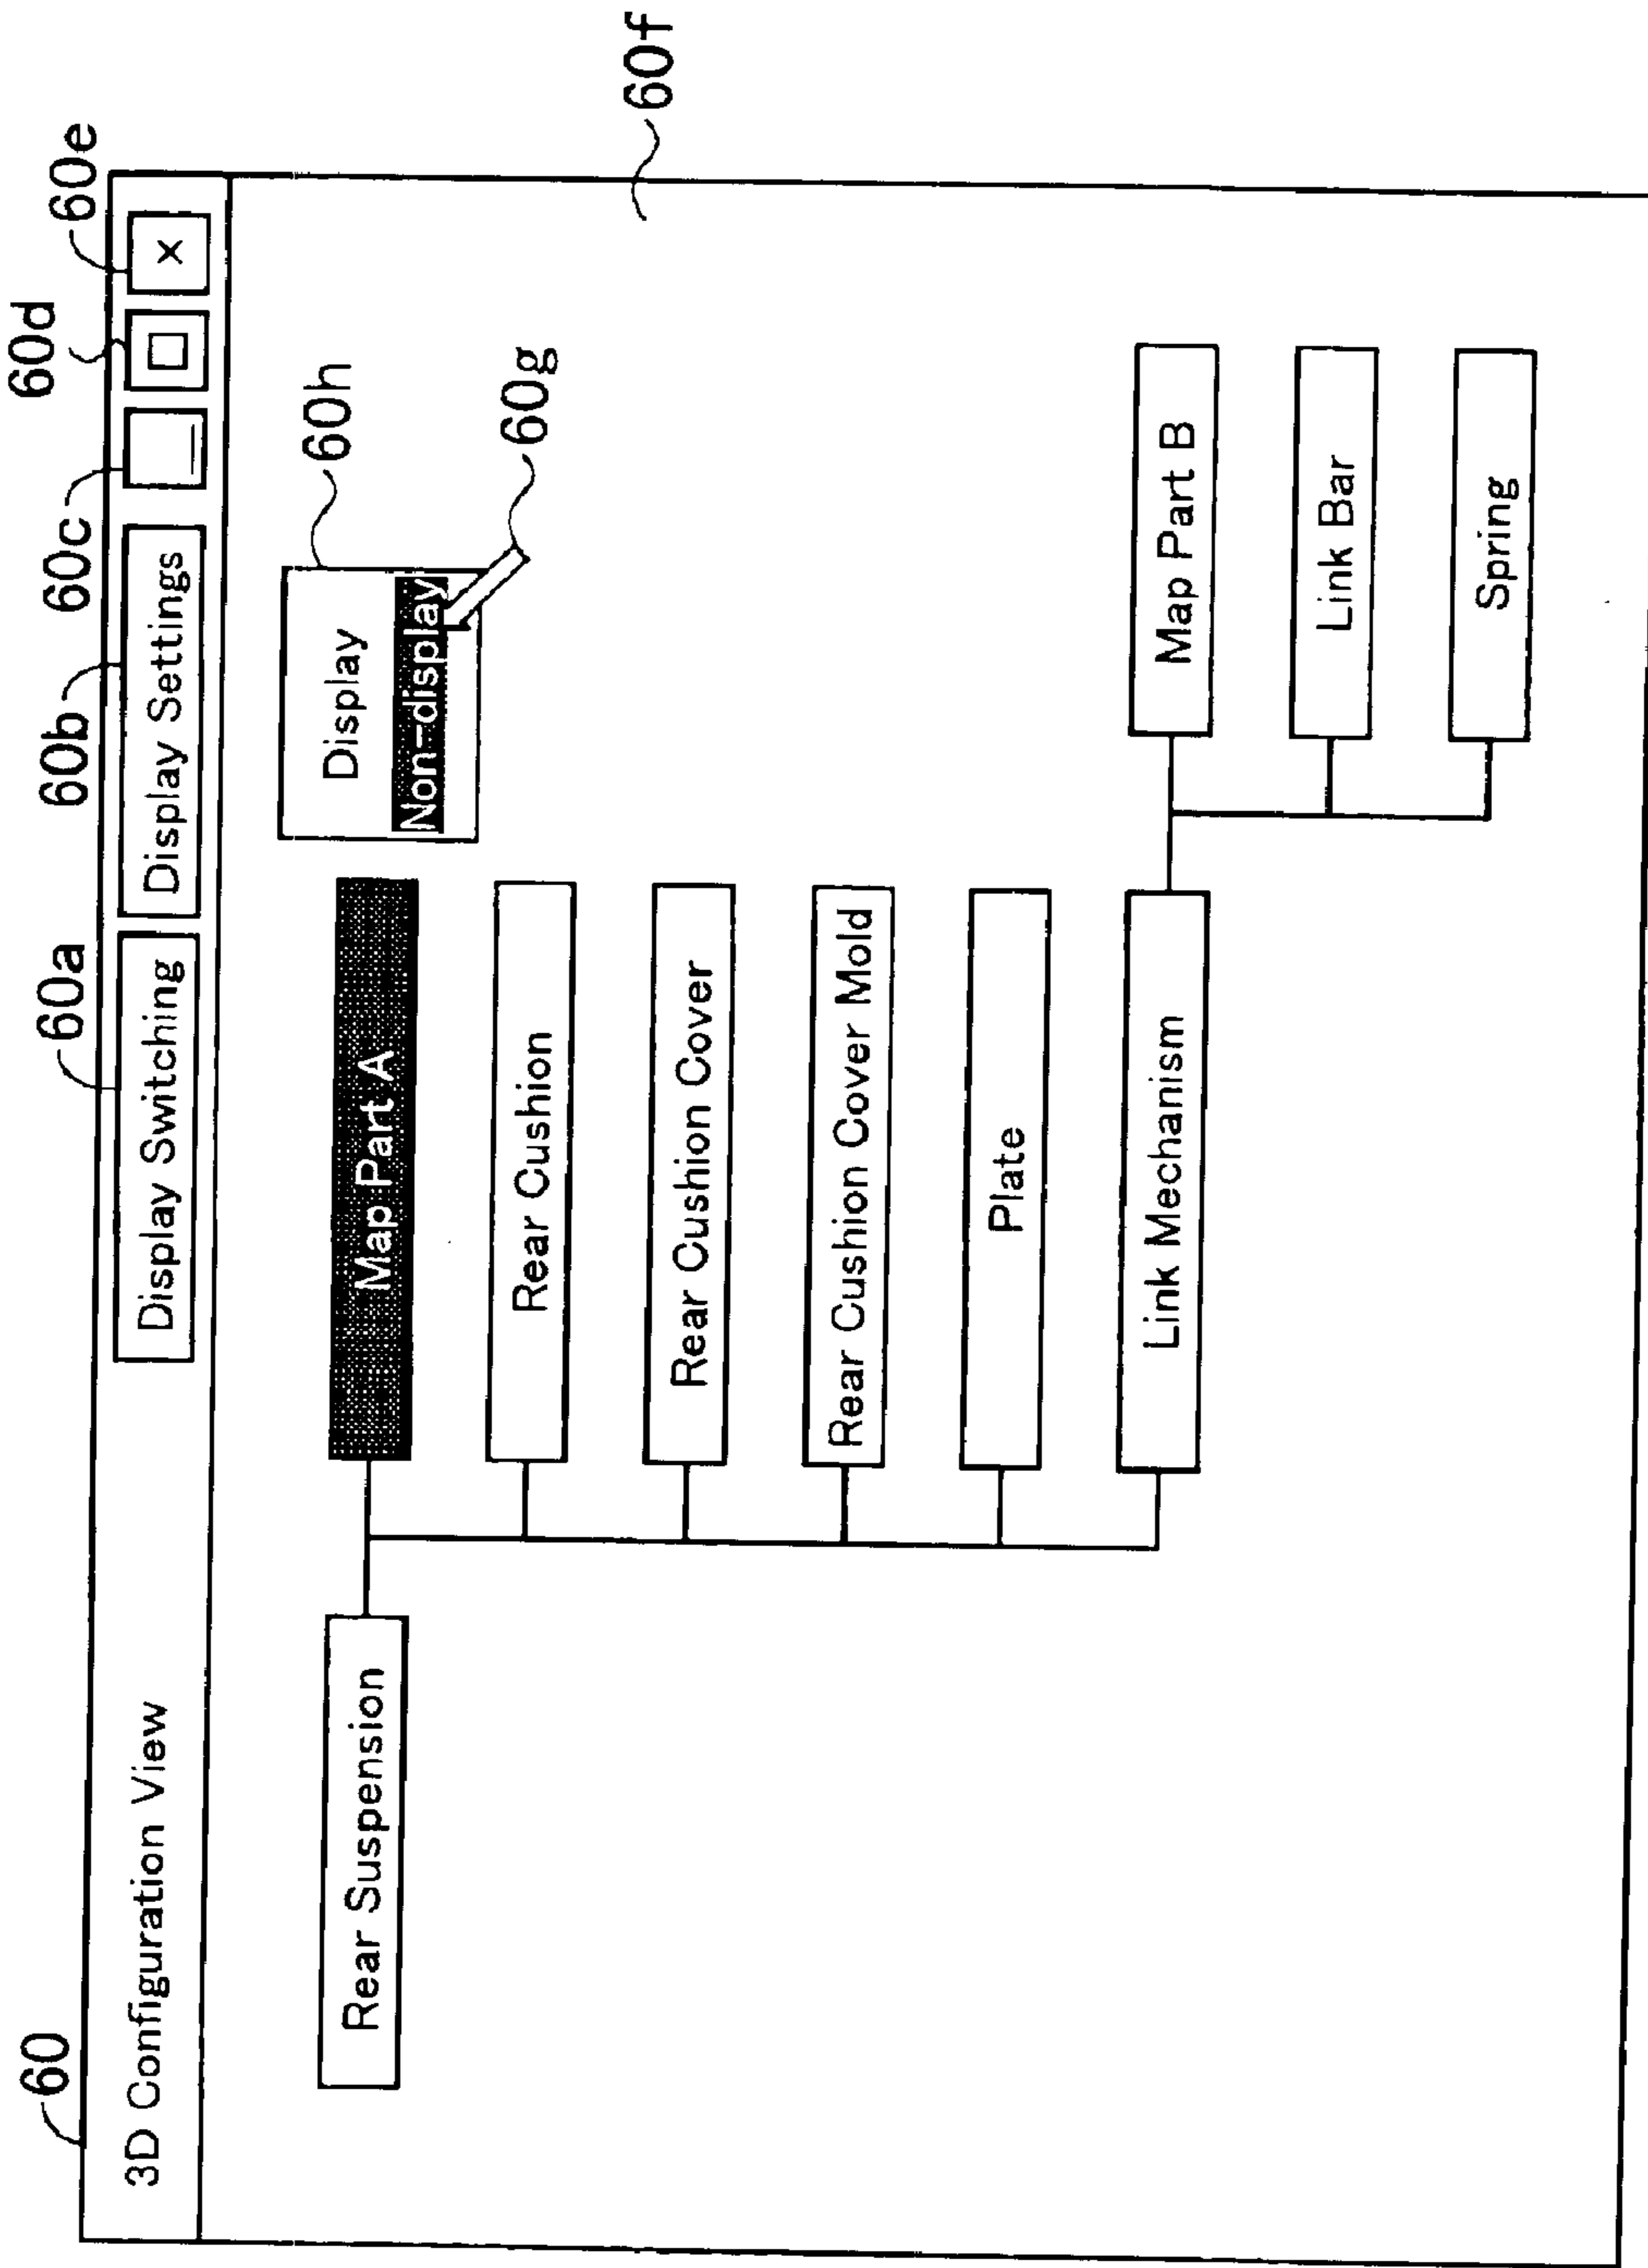 60
60a
60b
60c
60d
60e
3D Configuration View
Display Switching
Display Settings
×
60h
Display
Non-display
60g
60f
Rear Suspension
Map Part A
Rear Cushion
Rear Cushion Cover
Rear Cushion Cover Mold
Plate
Link Mechanism
Map Part B
Link Bar
Spring